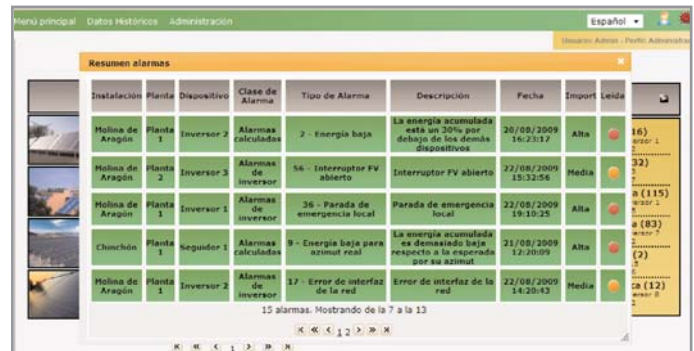 Menú principal Datos Históricos Administración Español
Usuario: Admin - Perfil: Administra
Resumen alarmas
Instalación Planta Dispositivo Clase de Alarma Tipo de Alarma Descripción Fecha Import Leída
Molina de Aragón Planta 1 Inversor 2 Alarmas calculadas 2 - Energía baja La energía acumulada está un 30% por debajo de los demás dispositivos 20/08/2009 16:23:17 Alta
Molina de Aragón Planta 2 Inversor 3 Alarmas de inversor 56 - Interruptor FV abierto Interruptor FV abierto 22/08/2009 15:32:56 Media
Molina de Aragón Planta 1 Inversor 1 Alarmas de inversor 36 - Parada de emergencia local Parada de emergencia local 22/08/2009 19:10:25 Alta
Chinchón Planta 1 Seguidor 1 Alarmas calculadas 9 - Energía baja para azimut real La energía acumulada es demasiado baja respecto a la esperada por su azimut 21/08/2009 12:20:09 Alta
Molina de Aragón Planta 1 Inversor 2 Alarmas de inversor 17 - Error de interfaz de la red Error de interfaz de la red 22/08/2009 14:20:43 Media
15 alarmas. Mostrando de la 7 a la 13
1 2
1
16)
32)
a (115)
a (83)
(2)
ca (12)